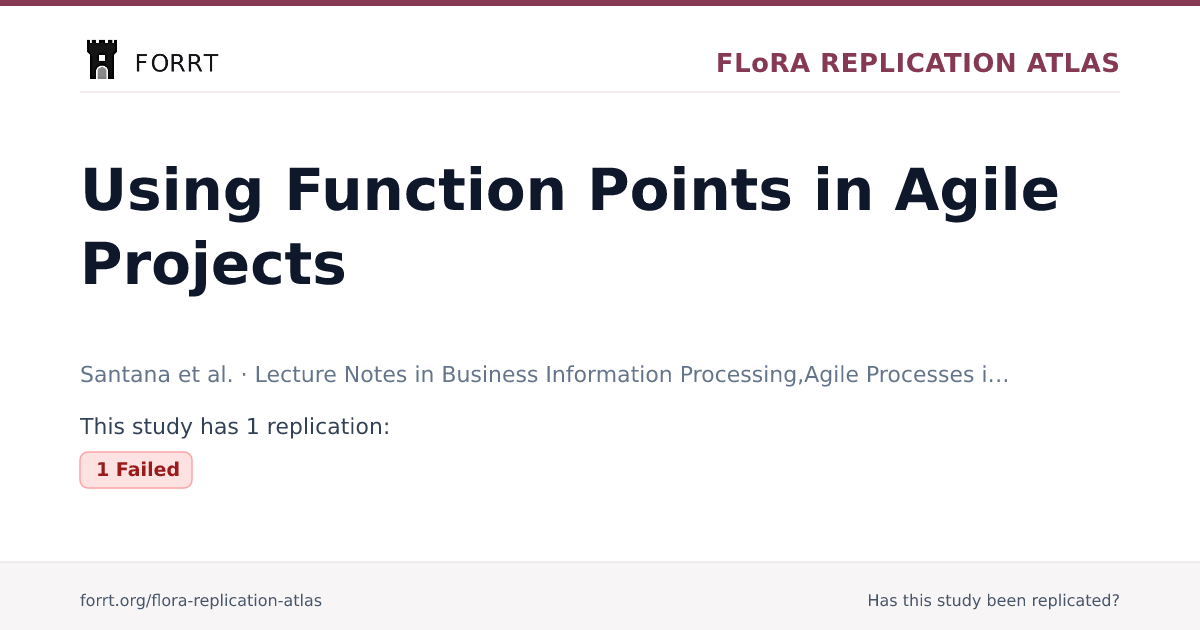 FORRT
FLoRA REPLICATION ATLAS
Using Function Points in Agile
Projects
Santana et al. · Lecture Notes in Business Information Processing,Agile Processes i...
This study has 1 replication:
1 Failed
forrt.org/flora-replication-atlas
Has this study been replicated?